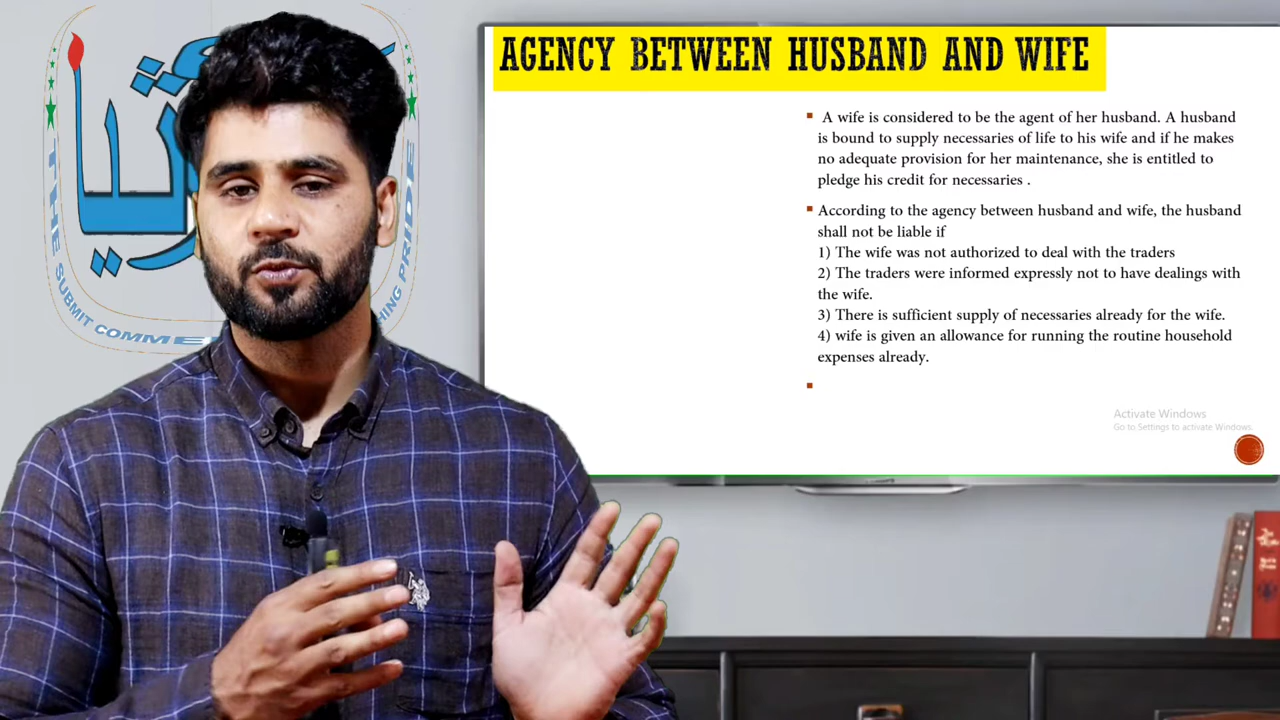 AGENCY BETWEEN HUSBAND AND WIFE
A wife is considered to be the agent of her husband. A husband
is bound to supply necessaries of life to his wife and if he makes
no adequate provision for her maintenance, she is entitled to
pledge his credit for necessaries .
According to the agency between husband and wife, the husband
shall not be liable if
1) The wife was not authorized to deal with the traders
2) The traders were informed expressly not to have dealings with
the wife.
3) There is sufficient supply of necessaries already for the wife.
4) wife is given an allowance for running the routine household
expenses already.
Activate Windows
Go to Settings to activate Windows.
THE SUBMIT COMME
PRIDE